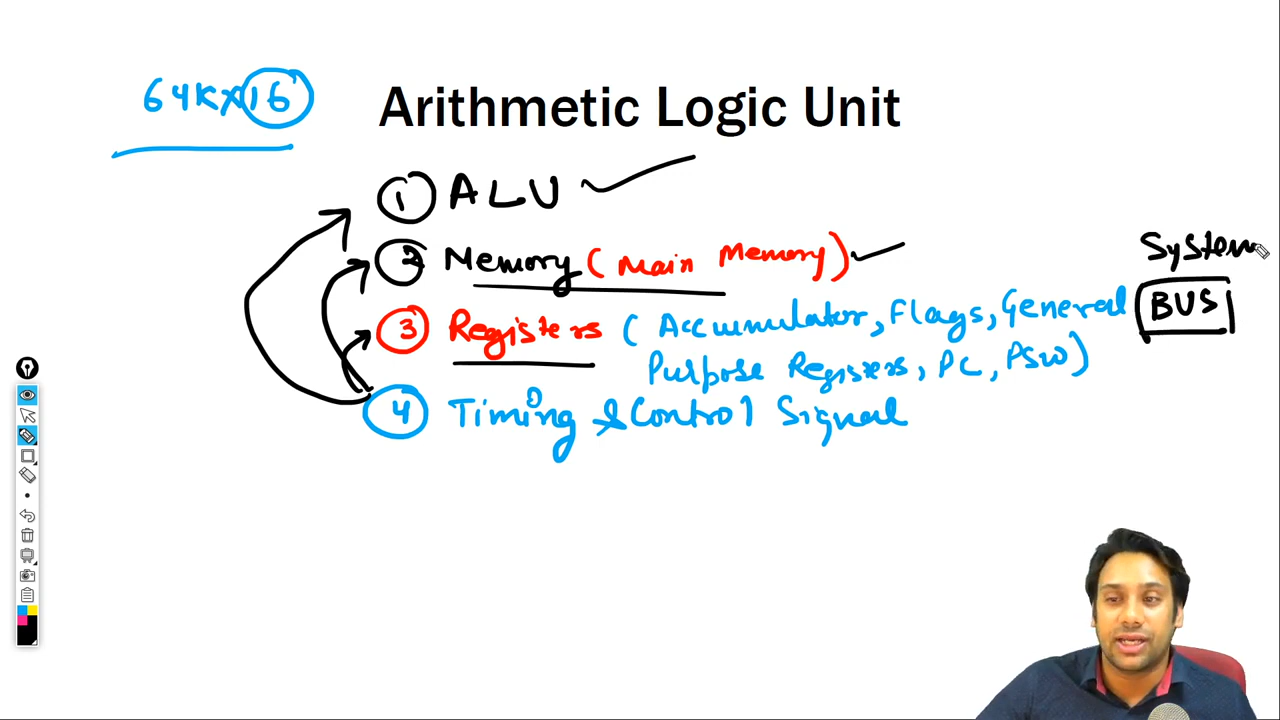 64K×16
Arithmetic Logic Unit
1 ALU
2 Memory (Main Memory)
3 Registers (Accumulator, Flags, General
Purpose Registers, PC, PSW)
4 Timing & Control Signal
System
BUS